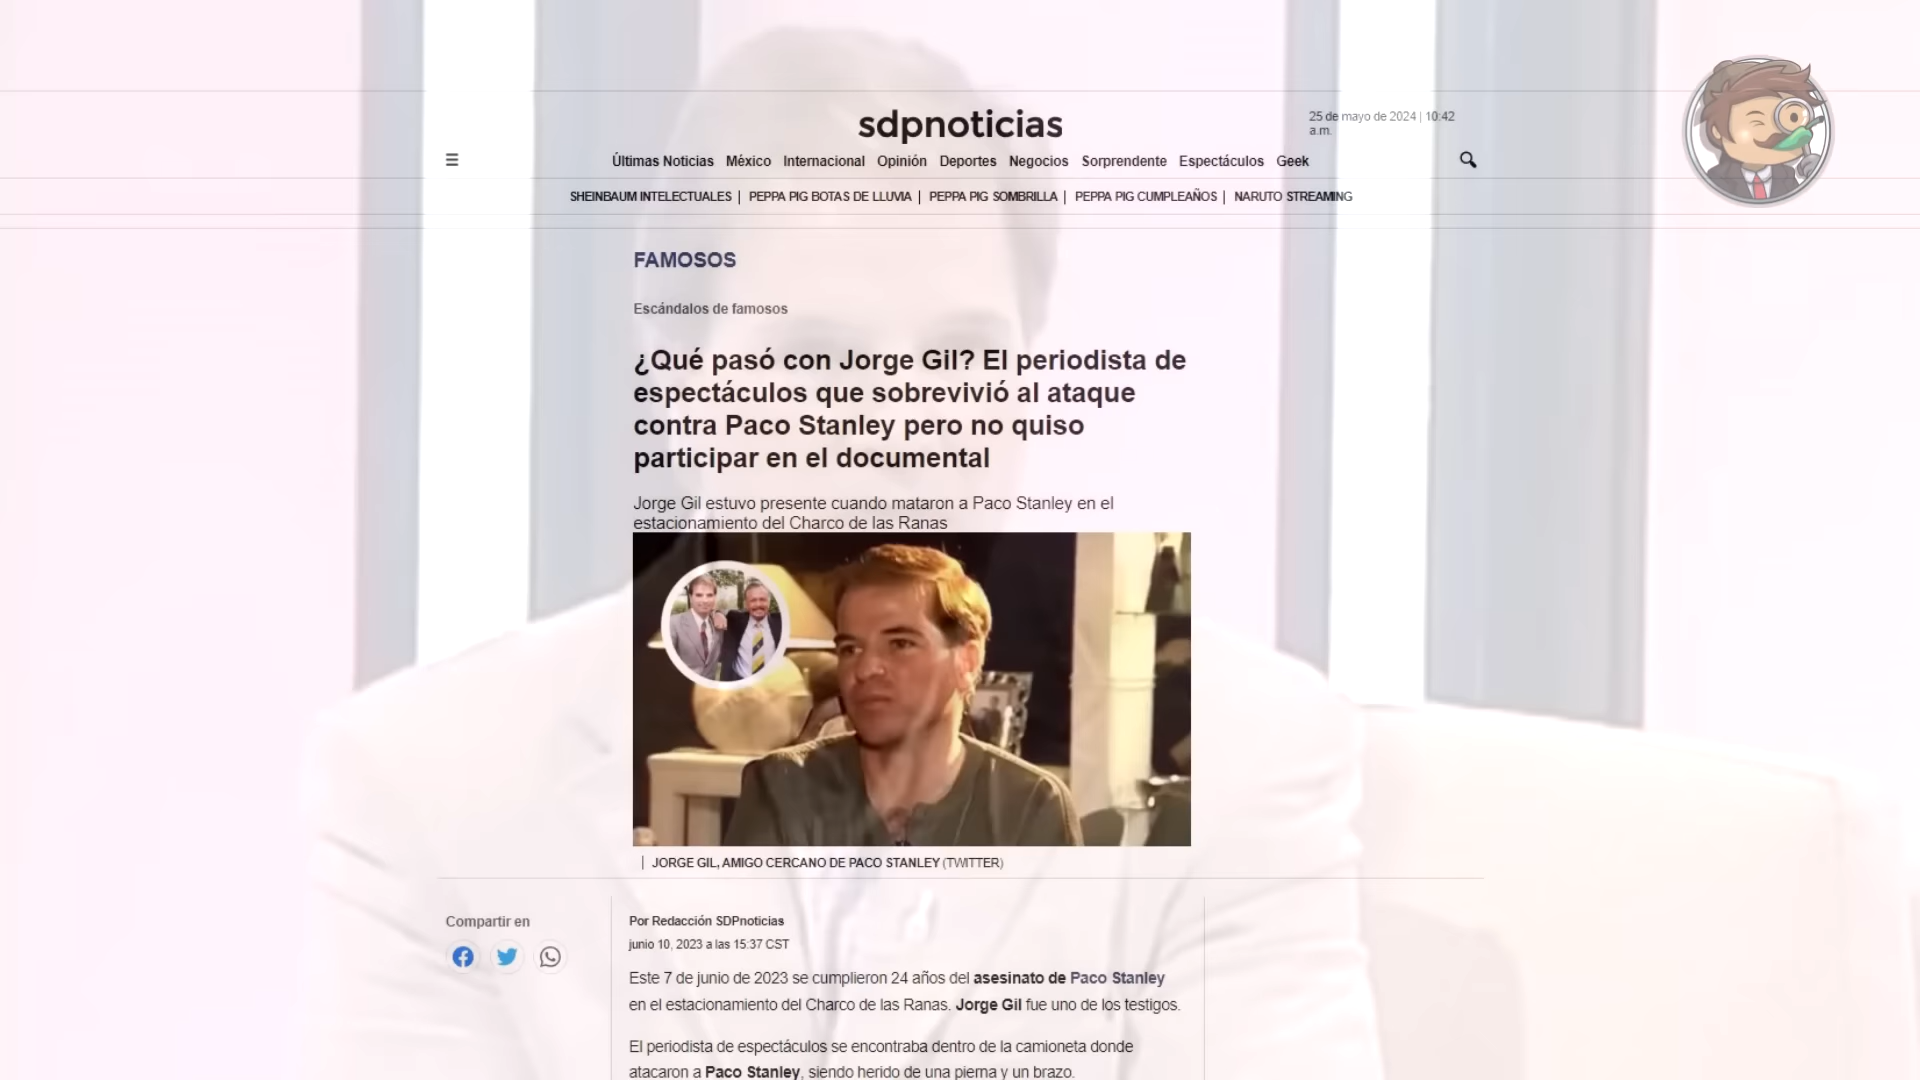 sdpnoticias
25 de mayo de 2024 | 10:42
a.m.
Últimas Noticias México Internacional Opinión Deportes Negocios Sorprendente Espectáculos Geek
SHEINBAUM INTELECTUALES | PEPPA PIG BOTAS DE LLUVIA | PEPPA PIG SOMBRILLA | PEPPA PIG CUMPLEAÑOS | NARUTO STREAMING
FAMOSOS
Escándalos de famosos
¿Qué pasó con Jorge Gil? El periodista de
espectáculos que sobrevivió al ataque
contra Paco Stanley pero no quiso
participar en el documental
Jorge Gil estuvo presente cuando mataron a Paco Stanley en el
estacionamiento del Charco de las Ranas
| JORGE GIL, AMIGO CERCANO DE PACO STANLEY (TWITTER)
Compartir en
Por Redacción SDPnoticias
junio 10, 2023 a las 15:37 CST
Este 7 de junio de 2023 se cumplieron 24 años del asesinato de Paco Stanley
en el estacionamiento del Charco de las Ranas. Jorge Gil fue uno de los testigos.
El periodista de espectáculos se encontraba dentro de la camioneta donde
atacaron a Paco Stanley, siendo herido de una pierna y un brazo.